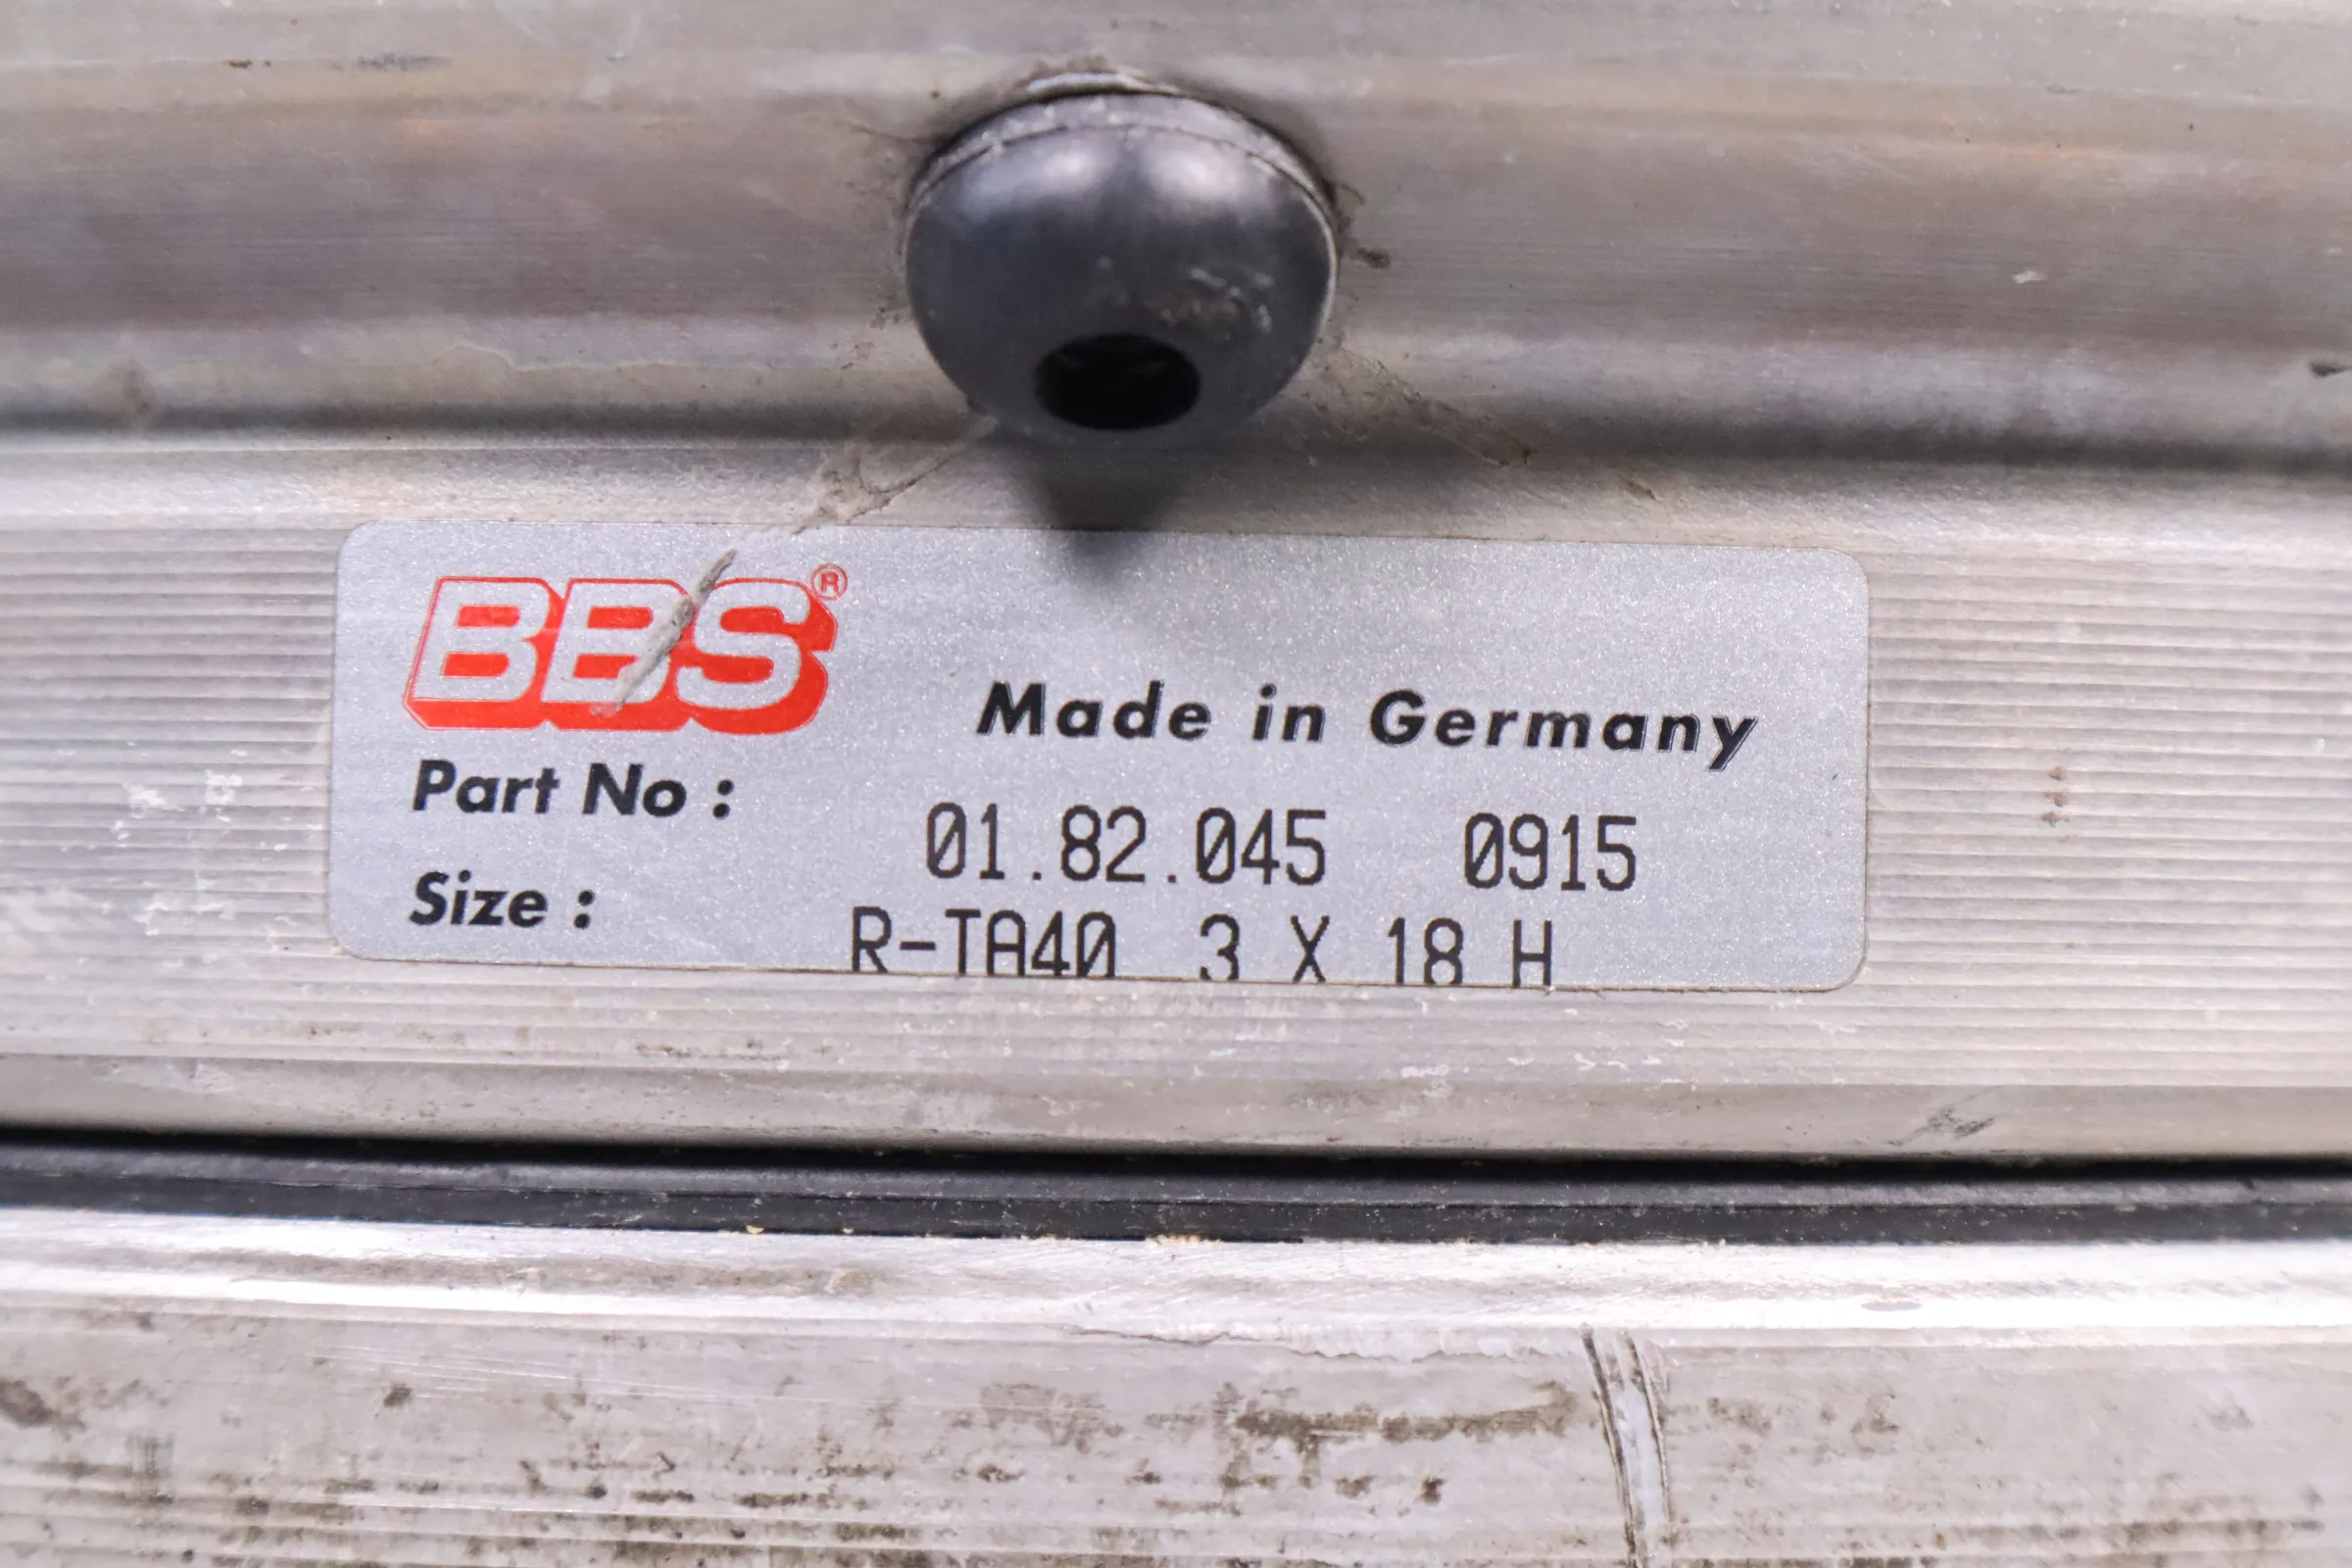 BBS®
Made in Germany
Part No : 01.82.045 0915
Size : R-TA40 3 X 18 H